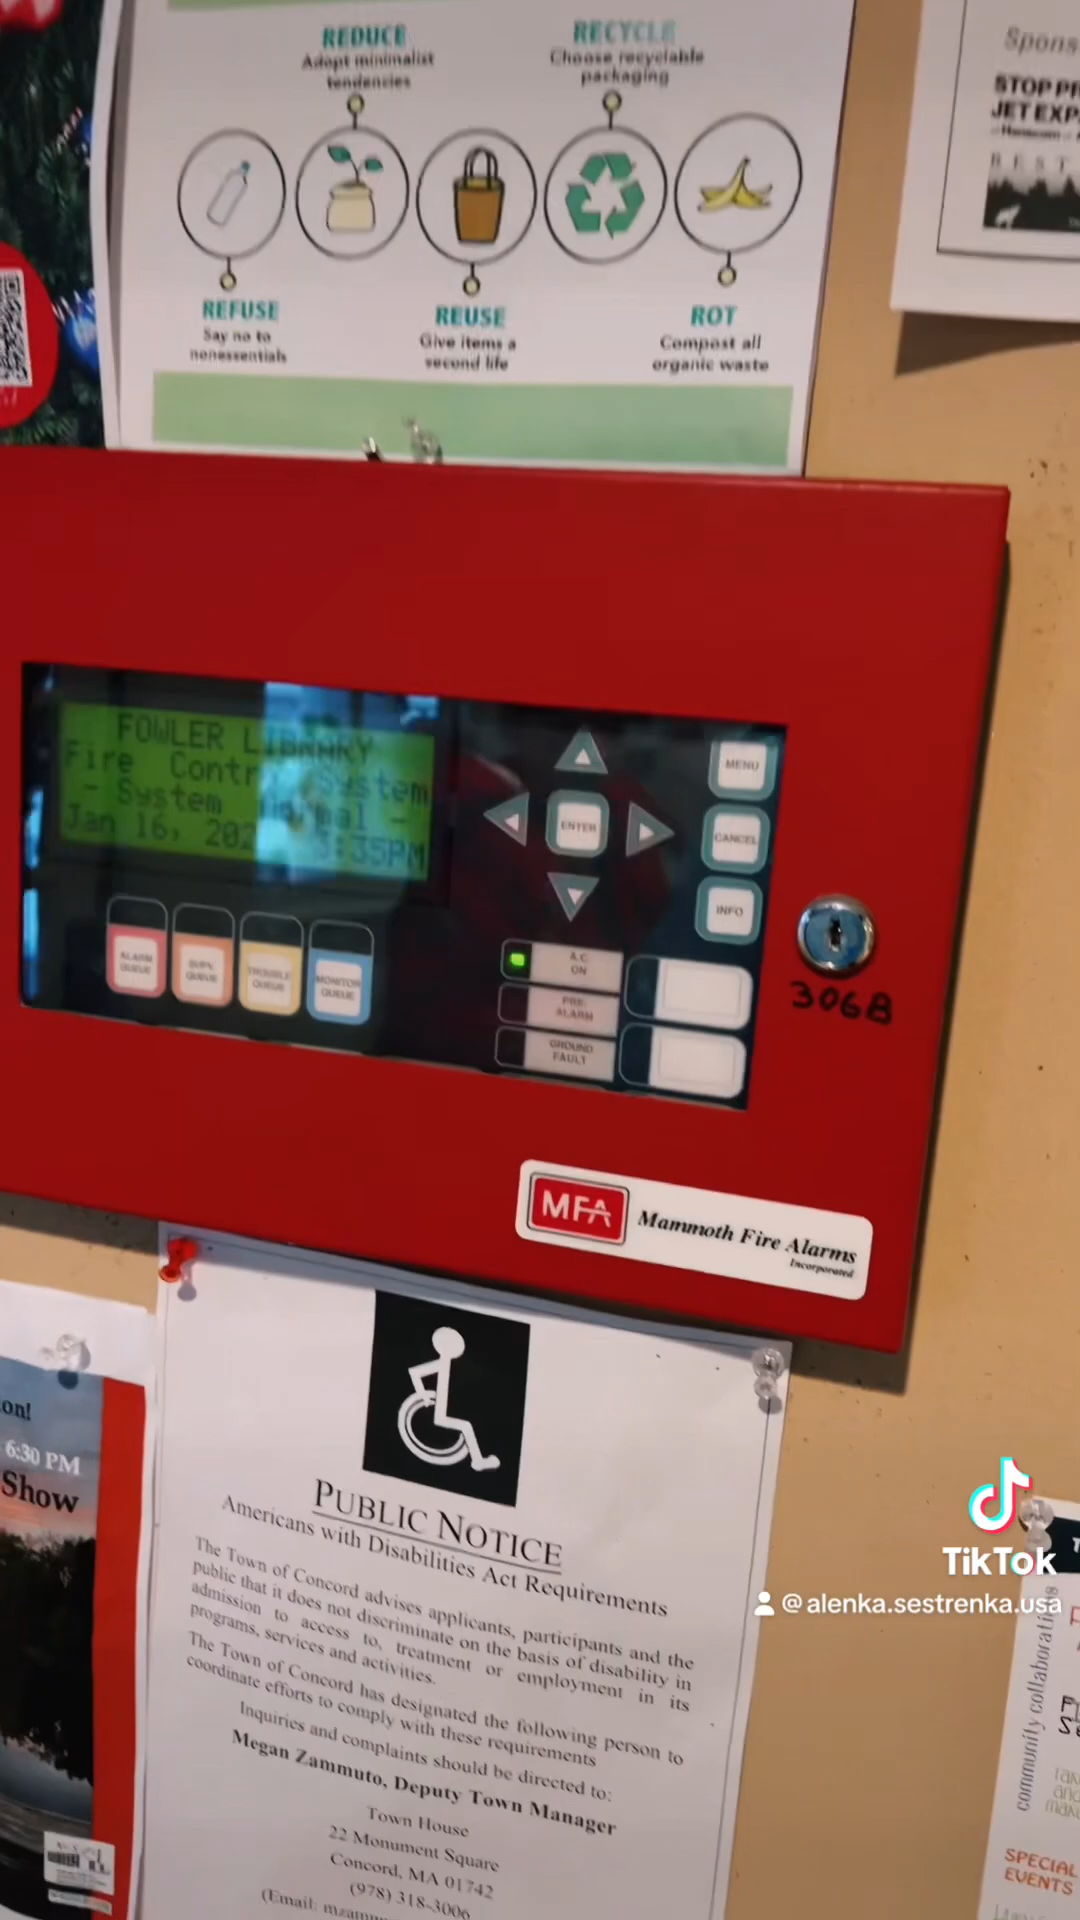 REDUCE
Adopt minimalist
tendencies
RECYCLE
Choose recyclable
packaging
REFUSE
Say no to
nonessentials
REUSE
Give items a
second life
ROT
Compost all
organic waste
Spons
STOP PR
JET EXP
FOWLER LIBRARY
Fire Contr System
- System mal -
Jan 16, 202 3:35PM
MENU
ENTER
CANCEL
INFO
ALARM
QUEUE
SUPV.
QUEUE
TROUBLE
QUEUE
MONITOR
QUEUE
A.C.
ON
PRE-
ALARM
GROUND
FAULT
306B
MFA
Mammoth Fire Alarms
Incorporated
on!
6:30 PM
Show
PUBLIC NOTICE
Americans with Disabilities Act Requirements
The Town of Concord advises applicants, participants and the
public that it does not discriminate on the basis of disability in
admission to access to, treatment or employment in its
programs, services and activities.
The Town of Concord has designated the following person to
coordinate efforts to comply with these requirements
Inquiries and complaints should be directed to:
Megan Zammuto, Deputy Town Manager
Town House
22 Monument Square
Concord, MA 01742
(978) 318-3006
(Email: mzamm
TikTok
@alenka.sestrenka.usa
community collaborations
SPECIAL
EVENTS